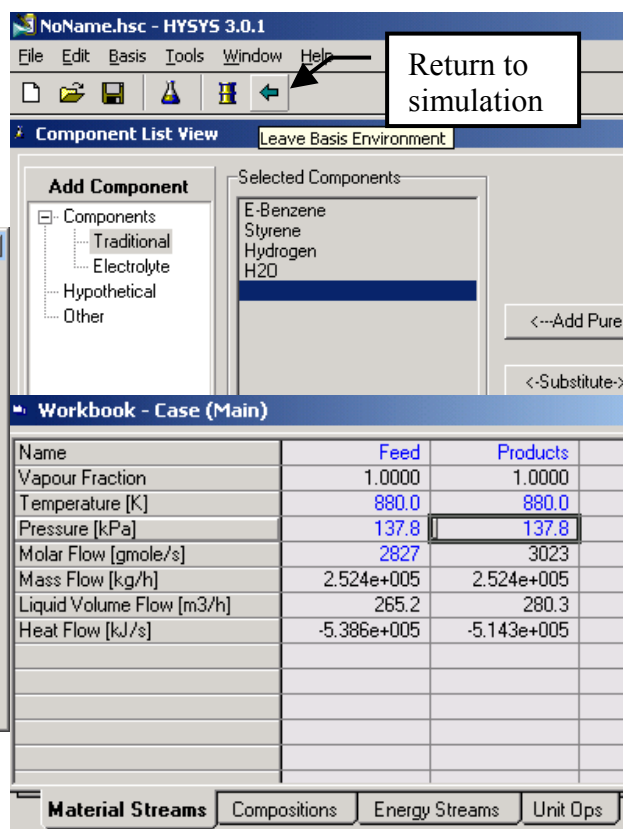 NoName.hsc - HYSYS 3.0.1
File Edit Basis Tools Window Help
Return to
simulation
Component List View
Leave Basis Environment
Add Component
Components
Traditional
Electrolyte
Hypothetical
Other
Selected Components
E-Benzene
Styrene
Hydrogen
H2O
<---Add Pure
<-Substitute->
Workbook - Case (Main)
Name Feed Products
Vapour Fraction 1.0000 1.0000
Temperature [K] 880.0 880.0
Pressure [kPa] 137.8 137.8
Molar Flow [gmole/s] 2827 3023
Mass Flow [kg/h] 2.524e+005 2.524e+005
Liquid Volume Flow [m3/h] 265.2 280.3
Heat Flow [kJ/s] -5.386e+005 -5.143e+005
Material Streams Compositions Energy Streams Unit Ops